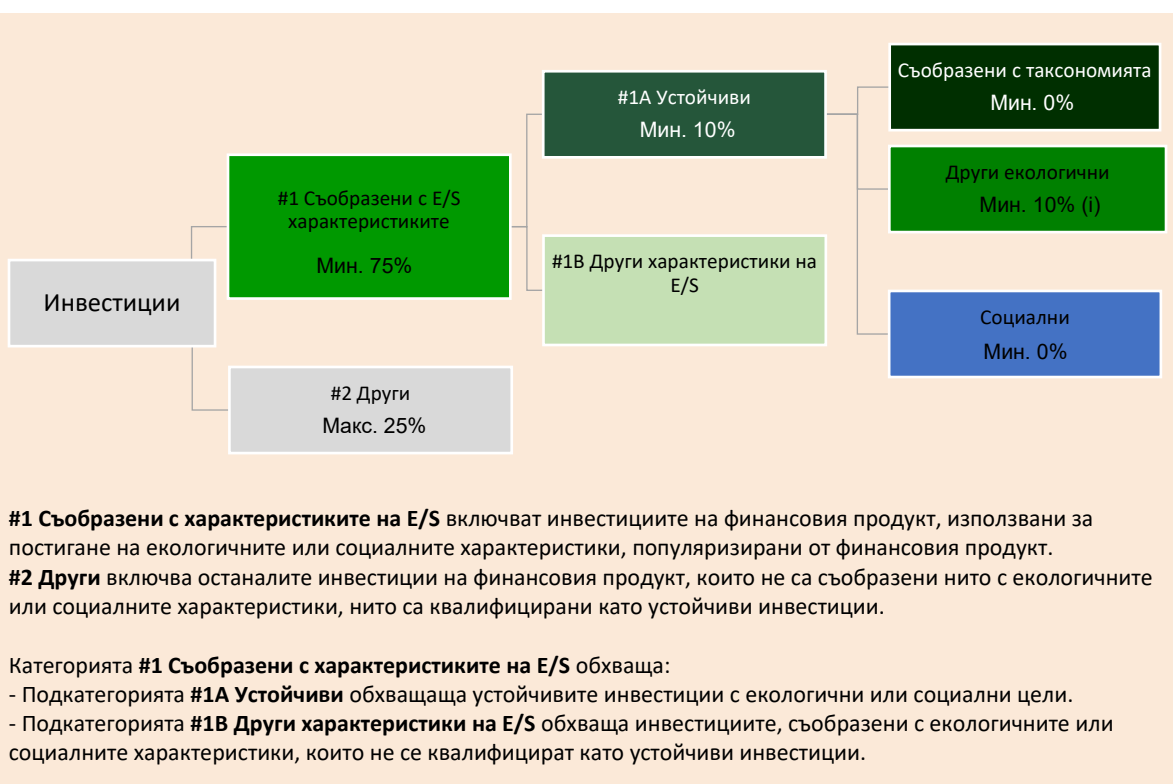 Инвестиции
#1 Съобразени с E/S
характеристиките
Мин. 75%
#2 Други
Макс. 25%
#1A Устойчиви
Мин. 10%
#1B Други характеристики на
E/S
Съобразени с таксономията
Мин. 0%
Други екологични
Мин. 10% (i)
Социални
Мин. 0%
#1 Съобразени с характеристиките на E/S включват инвестициите на финансовия продукт, използвани за
постигане на екологичните или социалните характеристики, популяризирани от финансовия продукт.
#2 Други включва останалите инвестиции на финансовия продукт, които не са съобразени нито с екологичните
или социалните характеристики, нито са квалифицирани като устойчиви инвестиции.
Категорията #1 Съобразени с характеристиките на E/S обхваща:
- Подкатегорията #1A Устойчиви обхващаща устойчивите инвестиции с екологични или социални цели.
- Подкатегорията #1B Други характеристики на E/S обхваща инвестициите, съобразени с екологичните или
социалните характеристики, които не се квалифицират като устойчиви инвестиции.